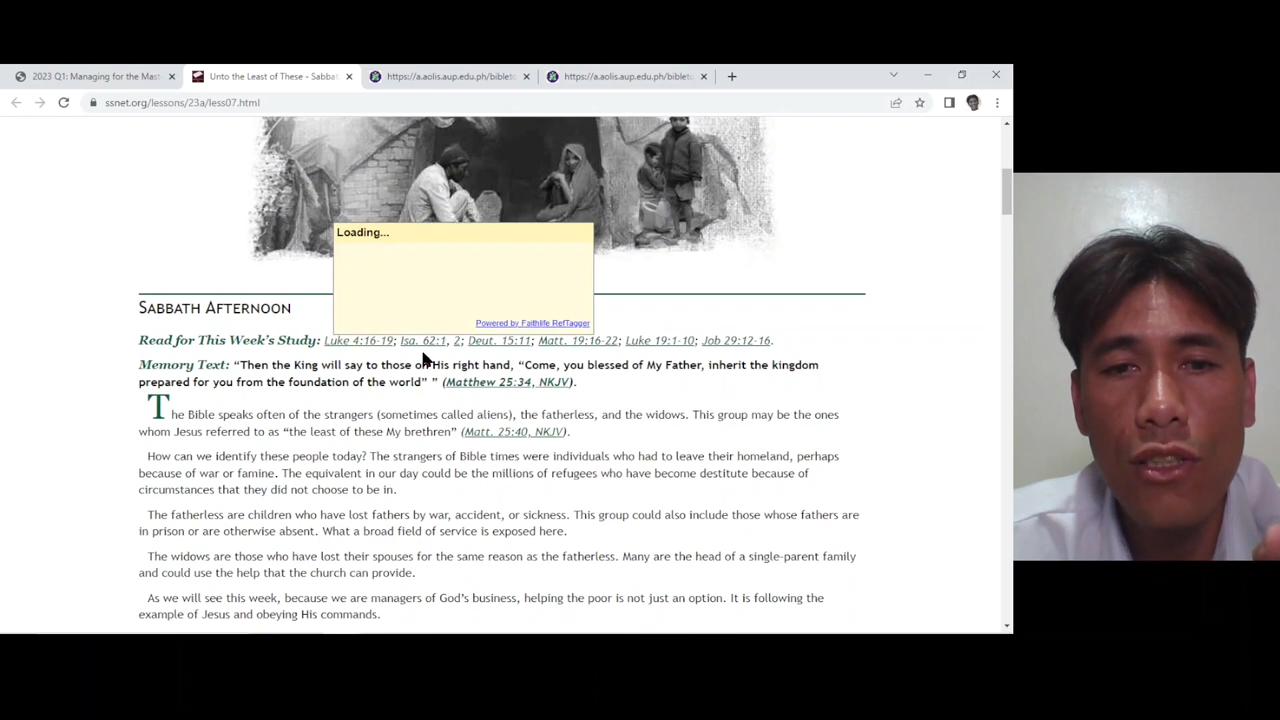 2023 Q1: Managing for the Mast
Unto the Least of These - Sabbat
https://a.aolis.aup.edu.ph/bibleto
https://a.aolis.aup.edu.ph/bibleto
ssnet.org/lessons/23a/less07.html
Loading...
Powered by Faithlife RefTagger
Sabbath Afternoon
Read for This Week's Study: Luke 4:16-19; Isa. 62:1, 2; Deut. 15:11; Matt. 19:16-22; Luke 19:1-10; Job 29:12-16.
Memory Text: “Then the King will say to those on His right hand, “Come, you blessed of My Father, inherit the kingdom
prepared for you from the foundation of the world” ” (Matthew 25:34, NKJV).
The Bible speaks often of the strangers (sometimes called aliens), the fatherless, and the widows. This group may be the ones
whom Jesus referred to as “the least of these My brethren” (Matt. 25:40, NKJV).
How can we identify these people today? The strangers of Bible times were individuals who had to leave their homeland, perhaps
because of war or famine. The equivalent in our day could be the millions of refugees who have become destitute because of
circumstances that they did not choose to be in.
The fatherless are children who have lost fathers by war, accident, or sickness. This group could also include those whose fathers are
in prison or are otherwise absent. What a broad field of service is exposed here.
The widows are those who have lost their spouses for the same reason as the fatherless. Many are the head of a single-parent family
and could use the help that the church can provide.
As we will see this week, because we are managers of God's business, helping the poor is not just an option. It is following the
example of Jesus and obeying His commands.